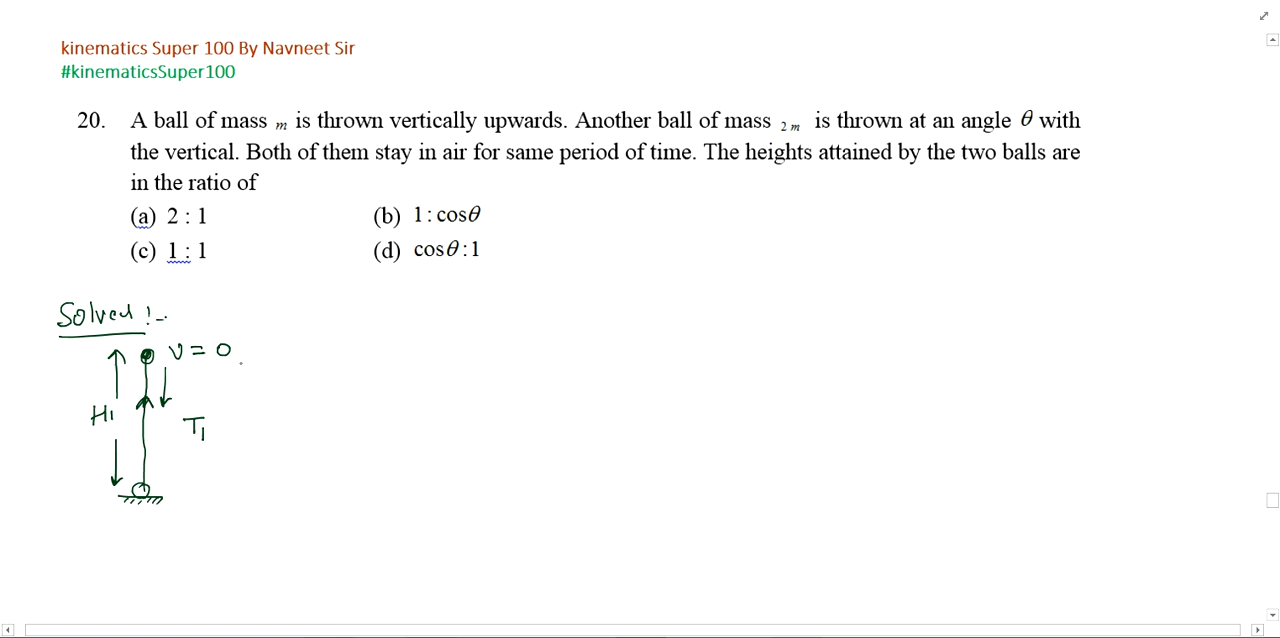 kinematics Super 100 By Navneet Sir
#kinematicsSuper100
20. A ball of mass m is thrown vertically upwards. Another ball of mass 2 m is thrown at an angle θ with
the vertical. Both of them stay in air for same period of time. The heights attained by the two balls are
in the ratio of
(a) 2 : 1 (b) 1 : cosθ
(c) 1 : 1 (d) cosθ : 1
Solved :-
v = 0
H1
T1